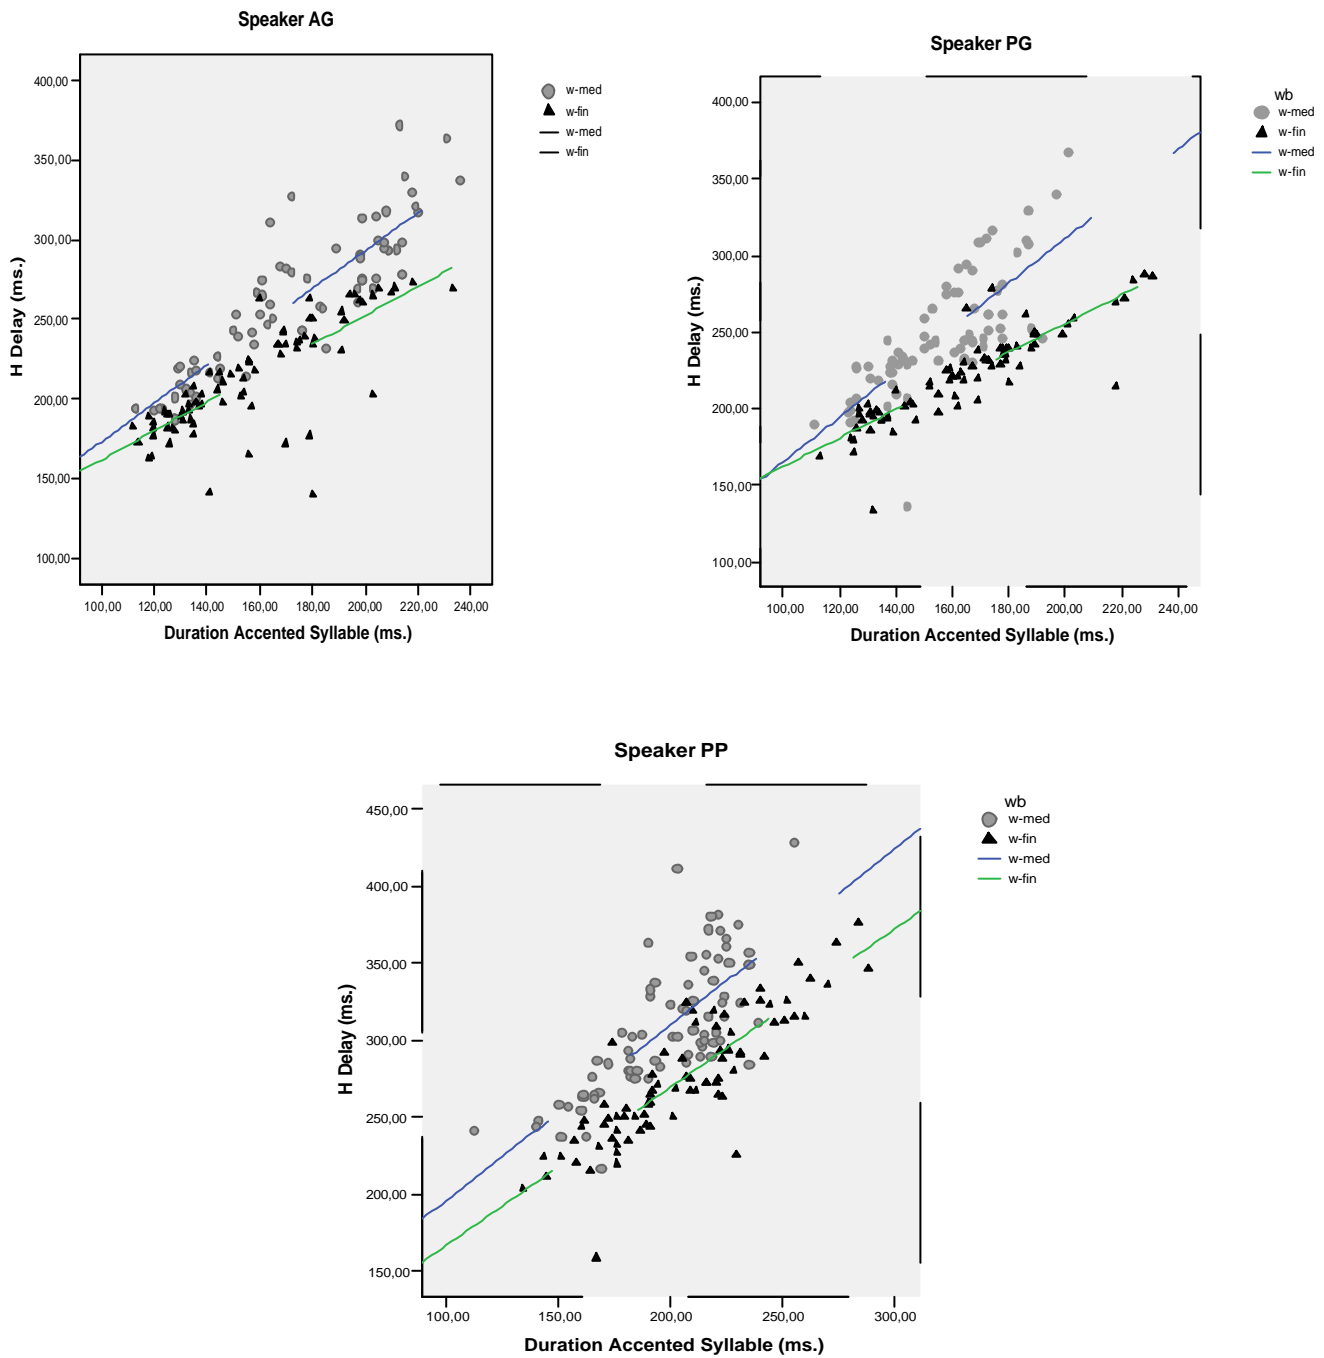 Speaker AG
400,00
350,00
300,00
250,00
200,00
150,00
100,00
H Delay (ms.)
100,00 120,00 140,00 160,00 180,00 200,00 220,00 240,00
Duration Accented Syllable (ms.)
w-med
w-fin
w-med
w-fin
Speaker PG
400,00
350,00
300,00
250,00
200,00
150,00
100,00
H Delay (ms.)
100,00 120,00 140,00 160,00 180,00 200,00 220,00 240,00
Duration Accented Syllable (ms.)
wb
w-med
w-fin
w-med
w-fin
Speaker PP
450,00
400,00
350,00
300,00
250,00
200,00
150,00
H Delay (ms.)
100,00 150,00 200,00 250,00 300,00
Duration Accented Syllable (ms.)
wb
w-med
w-fin
w-med
w-fin